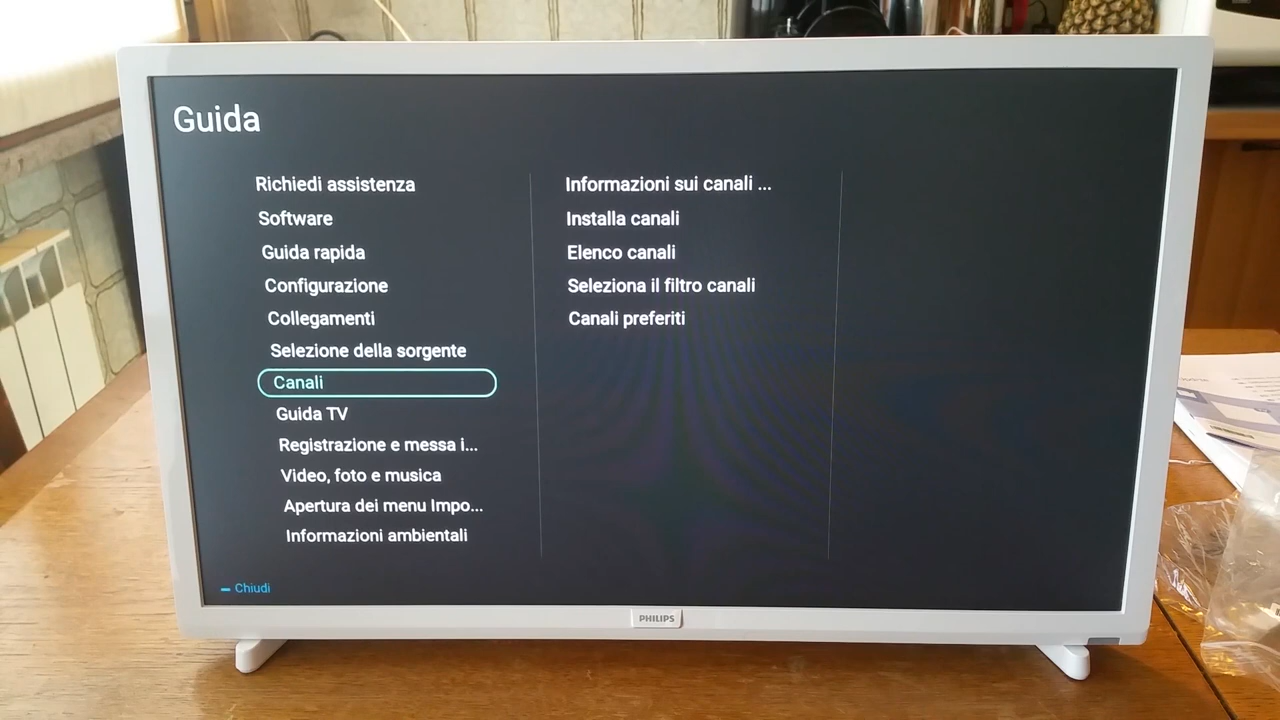 Guida
Richiedi assistenza
Software
Guida rapida
Configurazione
Collegamenti
Selezione della sorgente
Canali
Guida TV
Registrazione e messa i...
Video, foto e musica
Apertura dei menu Impo...
Informazioni ambientali
Informazioni sui canali ...
Installa canali
Elenco canali
Seleziona il filtro canali
Canali preferiti
Chiudi
PHILIPS